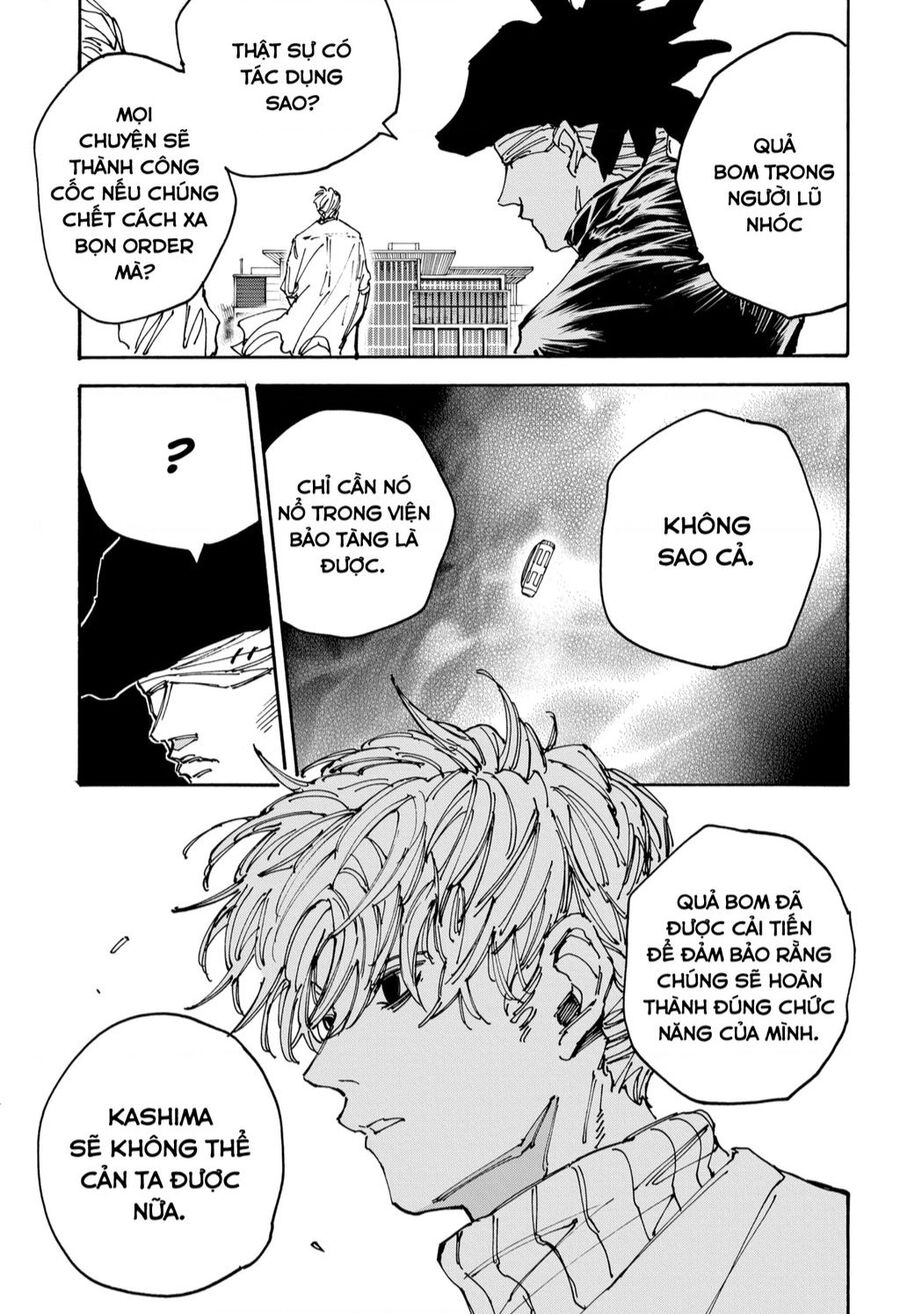 QUẢ
BOM TRONG
NGƯỜI LŨ
NHÓC
THẬT SỰ CÓ
TÁC DỤNG
SAO?
MỌI
CHUYỆN SẼ
THÀNH CÔNG
CỐC NẾU CHÚNG
CHẾT CÁCH XA
BỌN ORDER
MÀ?
KHÔNG
SAO CẢ.
CHỈ CẦN NÓ
NỔ TRONG VIỆN
BẢO TÀNG LÀ
ĐƯỢC.
?
QUẢ BOM ĐÃ
ĐƯỢC CẢI TIẾN
ĐỂ ĐẢM BẢO RẰNG
CHÚNG SẼ HOÀN
THÀNH ĐÚNG CHỨC
NĂNG CỦA MÌNH.
KASHIMA
SẼ KHÔNG THỂ
CẢN TA ĐƯỢC
NỮA.